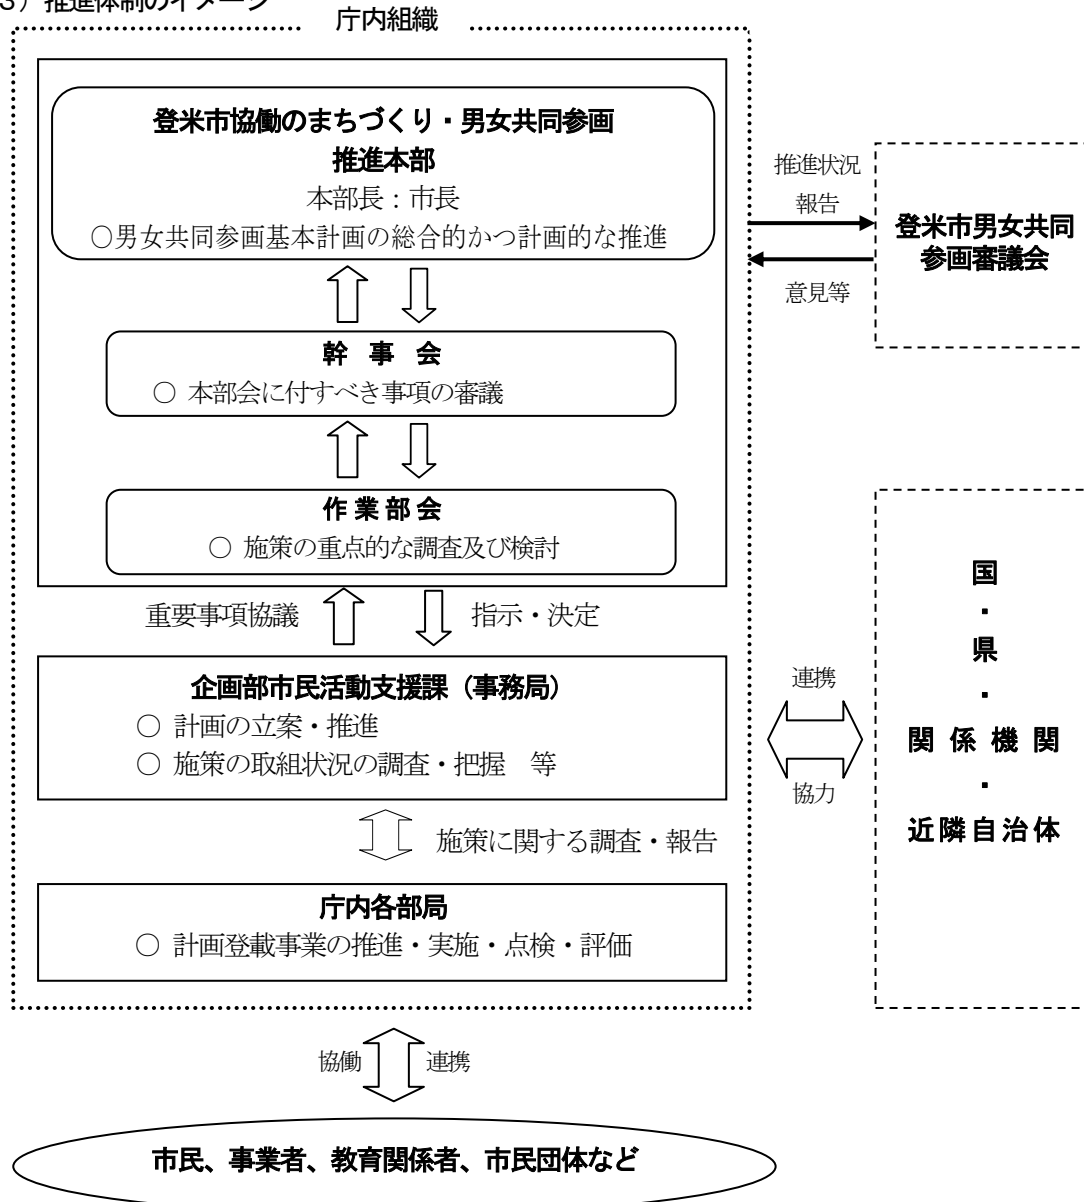 3）推進体制のイメージ
庁内組織
登米市協働のまちづくり・男女共同参画
推進本部
本部長：市長
○男女共同参画基本計画の総合的かつ計画的な推進
幹 事 会
○ 本部会に付すべき事項の審議
作 業 部 会
○ 施策の重点的な調査及び検討
重要事項協議
指示・決定
企画部市民活動支援課（事務局）
○ 計画の立案・推進
○ 施策の取組状況の調査・把握　等
施策に関する調査・報告
庁内各部局
○ 計画登載事業の推進・実施・点検・評価
推進状況
報告
意見等
登米市男女共同
参画審議会
連携
協力
国
・
県
・
関 係 機 関
・
近隣自治体
協働
連携
市民、事業者、教育関係者、市民団体など